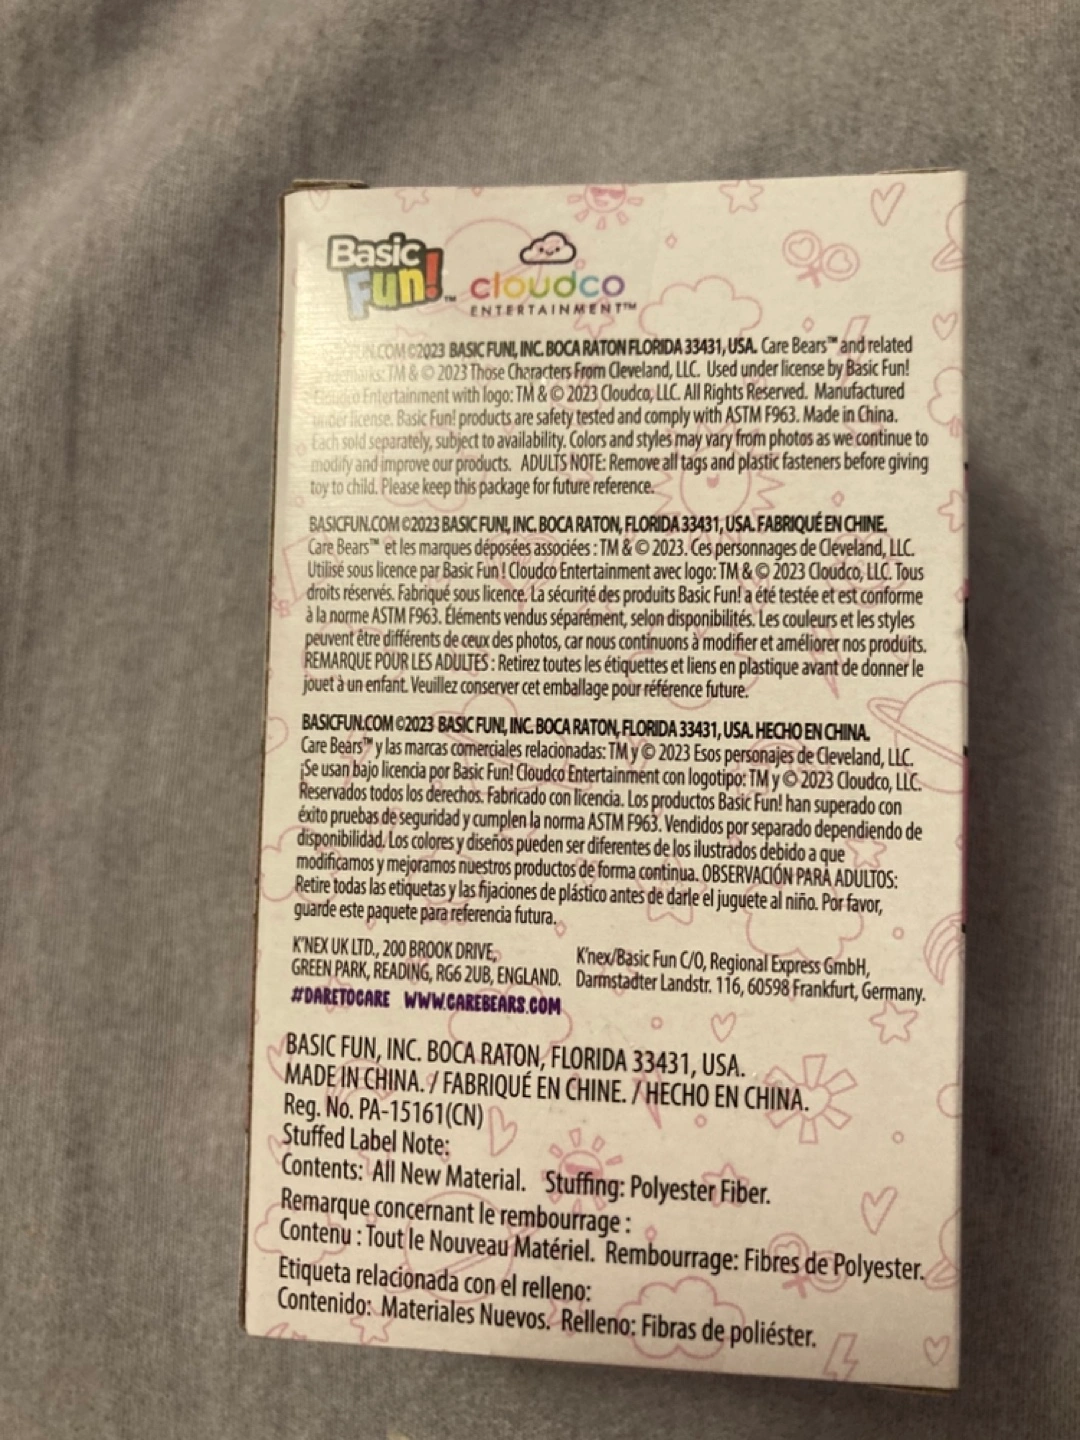 Basic
Fun!™
cloudco
ENTERTAINMENT™
.COM ©2023 BASIC FUN!, INC. BOCA RATON FLORIDA 33431, USA. Care Bears™ and related
TM & © 2023 Those Characters From Cleveland, LLC. Used under license by Basic Fun!
Cloudco Entertainment with logo: TM & © 2023 Cloudco, LLC. All Rights Reserved. Manufactured
under license. Basic Fun! products are safety tested and comply with ASTM F963. Made in China.
Each sold separately, subject to availability. Colors and styles may vary from photos as we continue to
modify and improve our products. ADULTS NOTE: Remove all tags and plastic fasteners before giving
toy to child. Please keep this package for future reference.
BASICFUN.COM ©2023 BASIC FUN!, INC. BOCA RATON, FLORIDA 33431, USA. FABRIQUÉ EN CHINE.
Care Bears™ et les marques déposées associées : TM & © 2023. Ces personnages de Cleveland, LLC.
Utilisé sous licence par Basic Fun ! Cloudco Entertainment avec logo: TM & © 2023 Cloudco, LLC. Tous
droits réservés. Fabriqué sous licence. La sécurité des produits Basic Fun! a été testée et est conforme
à la norme ASTM F963. Éléments vendus séparément, selon disponibilités. Les couleurs et les styles
peuvent être différents de ceux des photos, car nous continuons à modifier et améliorer nos produits.
REMARQUE POUR LES ADULTES : Retirez toutes les étiquettes et liens en plastique avant de donner le
jouet à un enfant. Veuillez conserver cet emballage pour référence future.
BASICFUN.COM ©2023 BASIC FUN!, INC. BOCA RATON, FLORIDA 33431, USA. HECHO EN CHINA.
Care Bears™ y las marcas comerciales relacionadas: TM y © 2023 Esos personajes de Cleveland, LLC.
¡Se usan bajo licencia por Basic Fun! Cloudco Entertainment con logotipo: TM y © 2023 Cloudco, LLC.
Reservados todos los derechos. Fabricado con licencia. Los productos Basic Fun! han superado con
éxito pruebas de seguridad y cumplen la norma ASTM F963. Vendidos por separado dependiendo de
disponibilidad. Los colores y diseños pueden ser diferentes de los ilustrados debido a que
modificamos y mejoramos nuestros productos de forma continua. OBSERVACIÓN PARA ADULTOS:
Retire todas las etiquetas y las fijaciones de plástico antes de darle el juguete al niño. Por favor,
guarde este paquete para referencia futura.
K'NEX UK LTD., 200 BROOK DRIVE,
GREEN PARK, READING, RG6 2UB, ENGLAND.
K'nex/Basic Fun C/O, Regional Express GmbH,
Darmstadter Landstr. 116, 60598 Frankfurt, Germany.
#DARETOCARE WWW.CAREBEARS.COM
BASIC FUN, INC. BOCA RATON, FLORIDA 33431, USA.
MADE IN CHINA. / FABRIQUÉ EN CHINE. / HECHO EN CHINA.
Reg. No. PA-15161(CN)
Stuffed Label Note:
Contents: All New Material. Stuffing: Polyester Fiber.
Remarque concernant le rembourrage :
Contenu : Tout le Nouveau Matériel. Rembourrage: Fibres de Polyester.
Etiqueta relacionada con el relleno:
Contenido: Materiales Nuevos. Relleno: Fibras de poliéster.